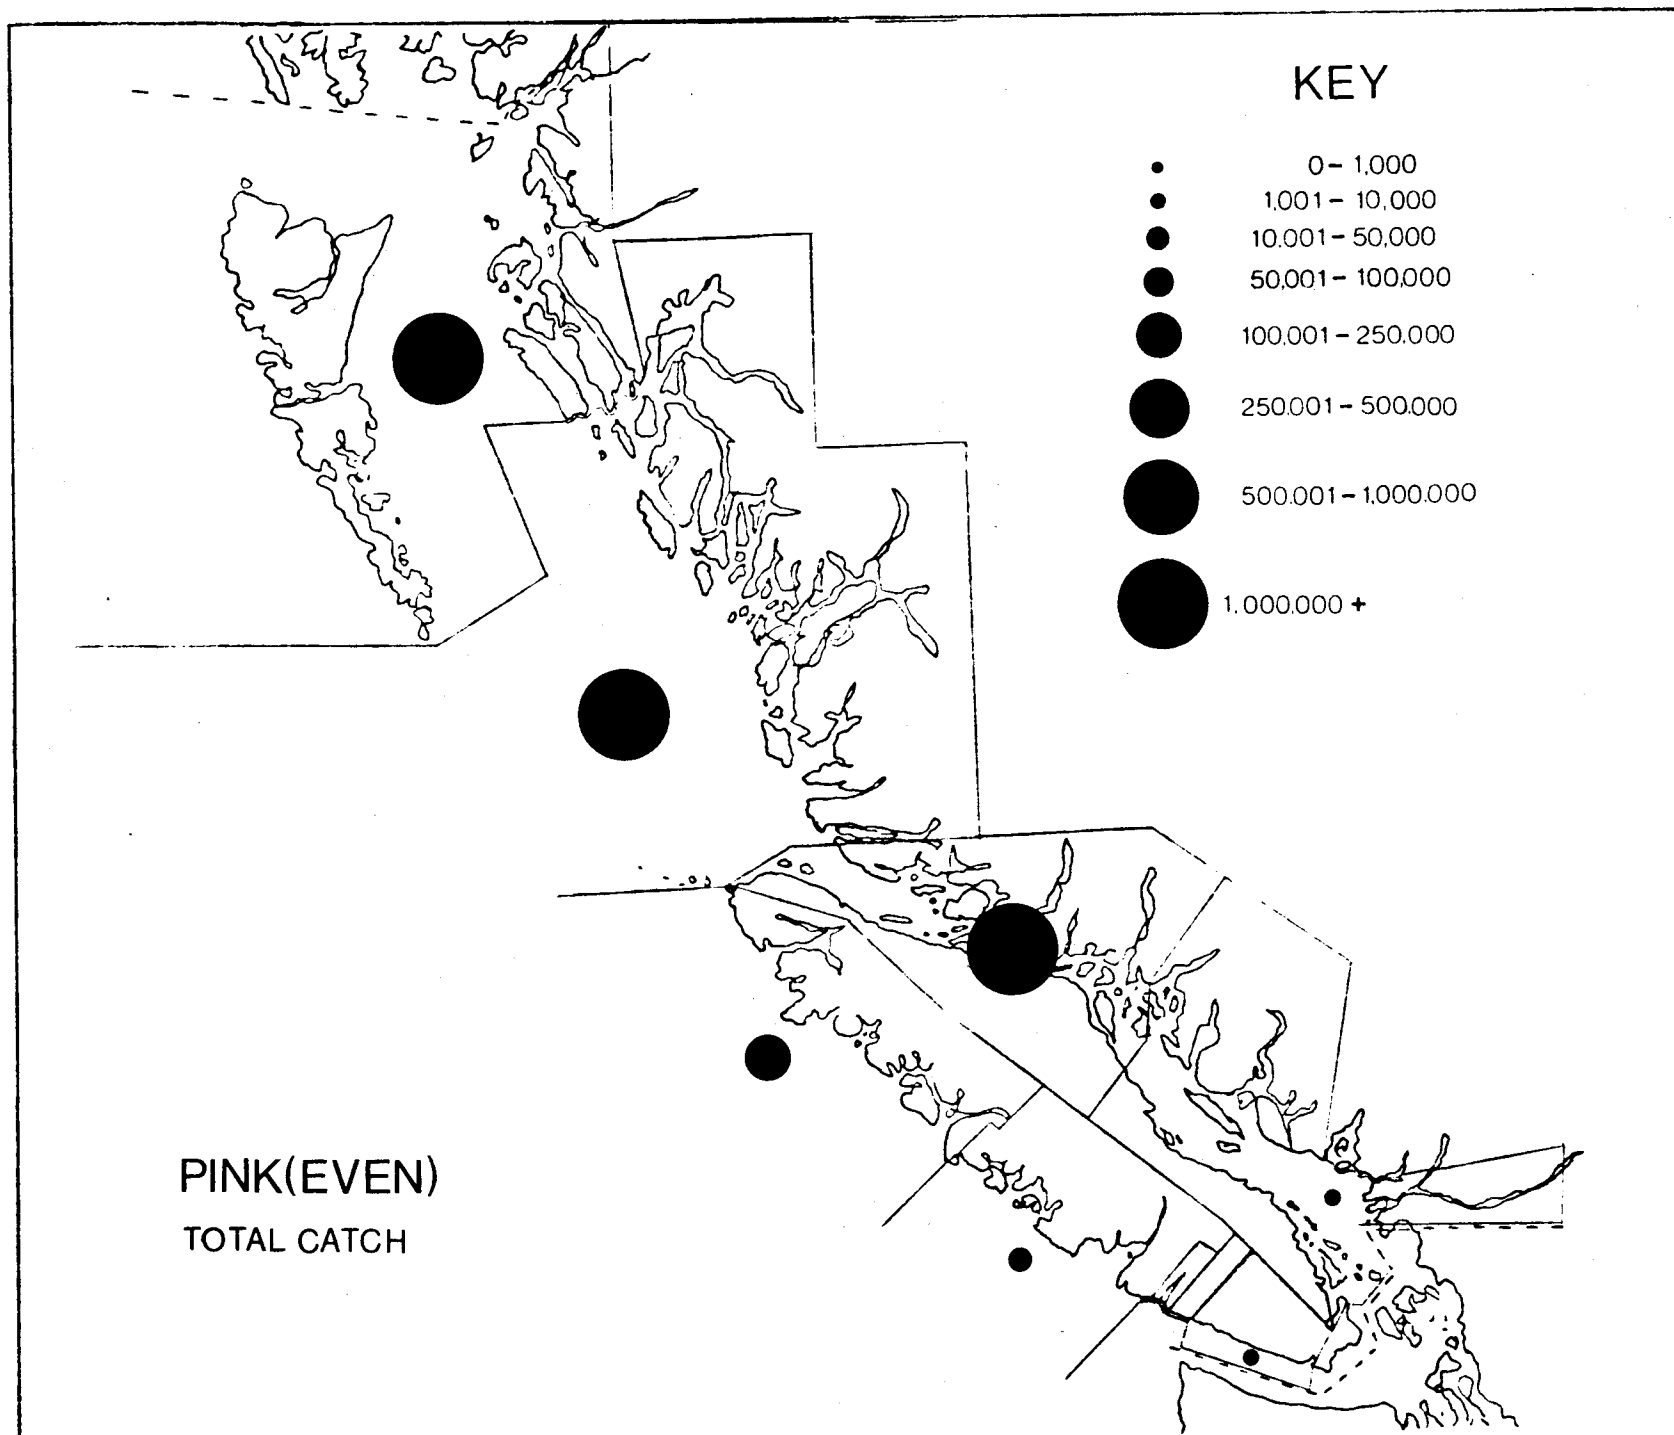 KEY
0 - 1,000
1,001 - 10,000
10.001 - 50,000
50,001 - 100,000
100.001 - 250.000
250.001 - 500.000
500.001 - 1,000.000
1.000.000 +
PINK(EVEN)
TOTAL CATCH